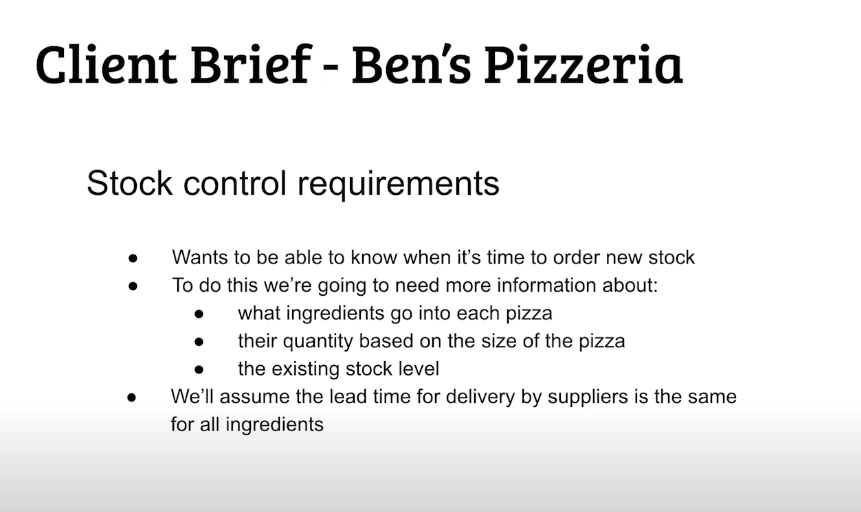 Client Brief - Ben's Pizzeria
Stock control requirements
● Wants to be able to know when it's time to order new stock
● To do this we're going to need more information about:
● what ingredients go into each pizza
● their quantity based on the size of the pizza
● the existing stock level
● We'll assume the lead time for delivery by suppliers is the same
for all ingredients